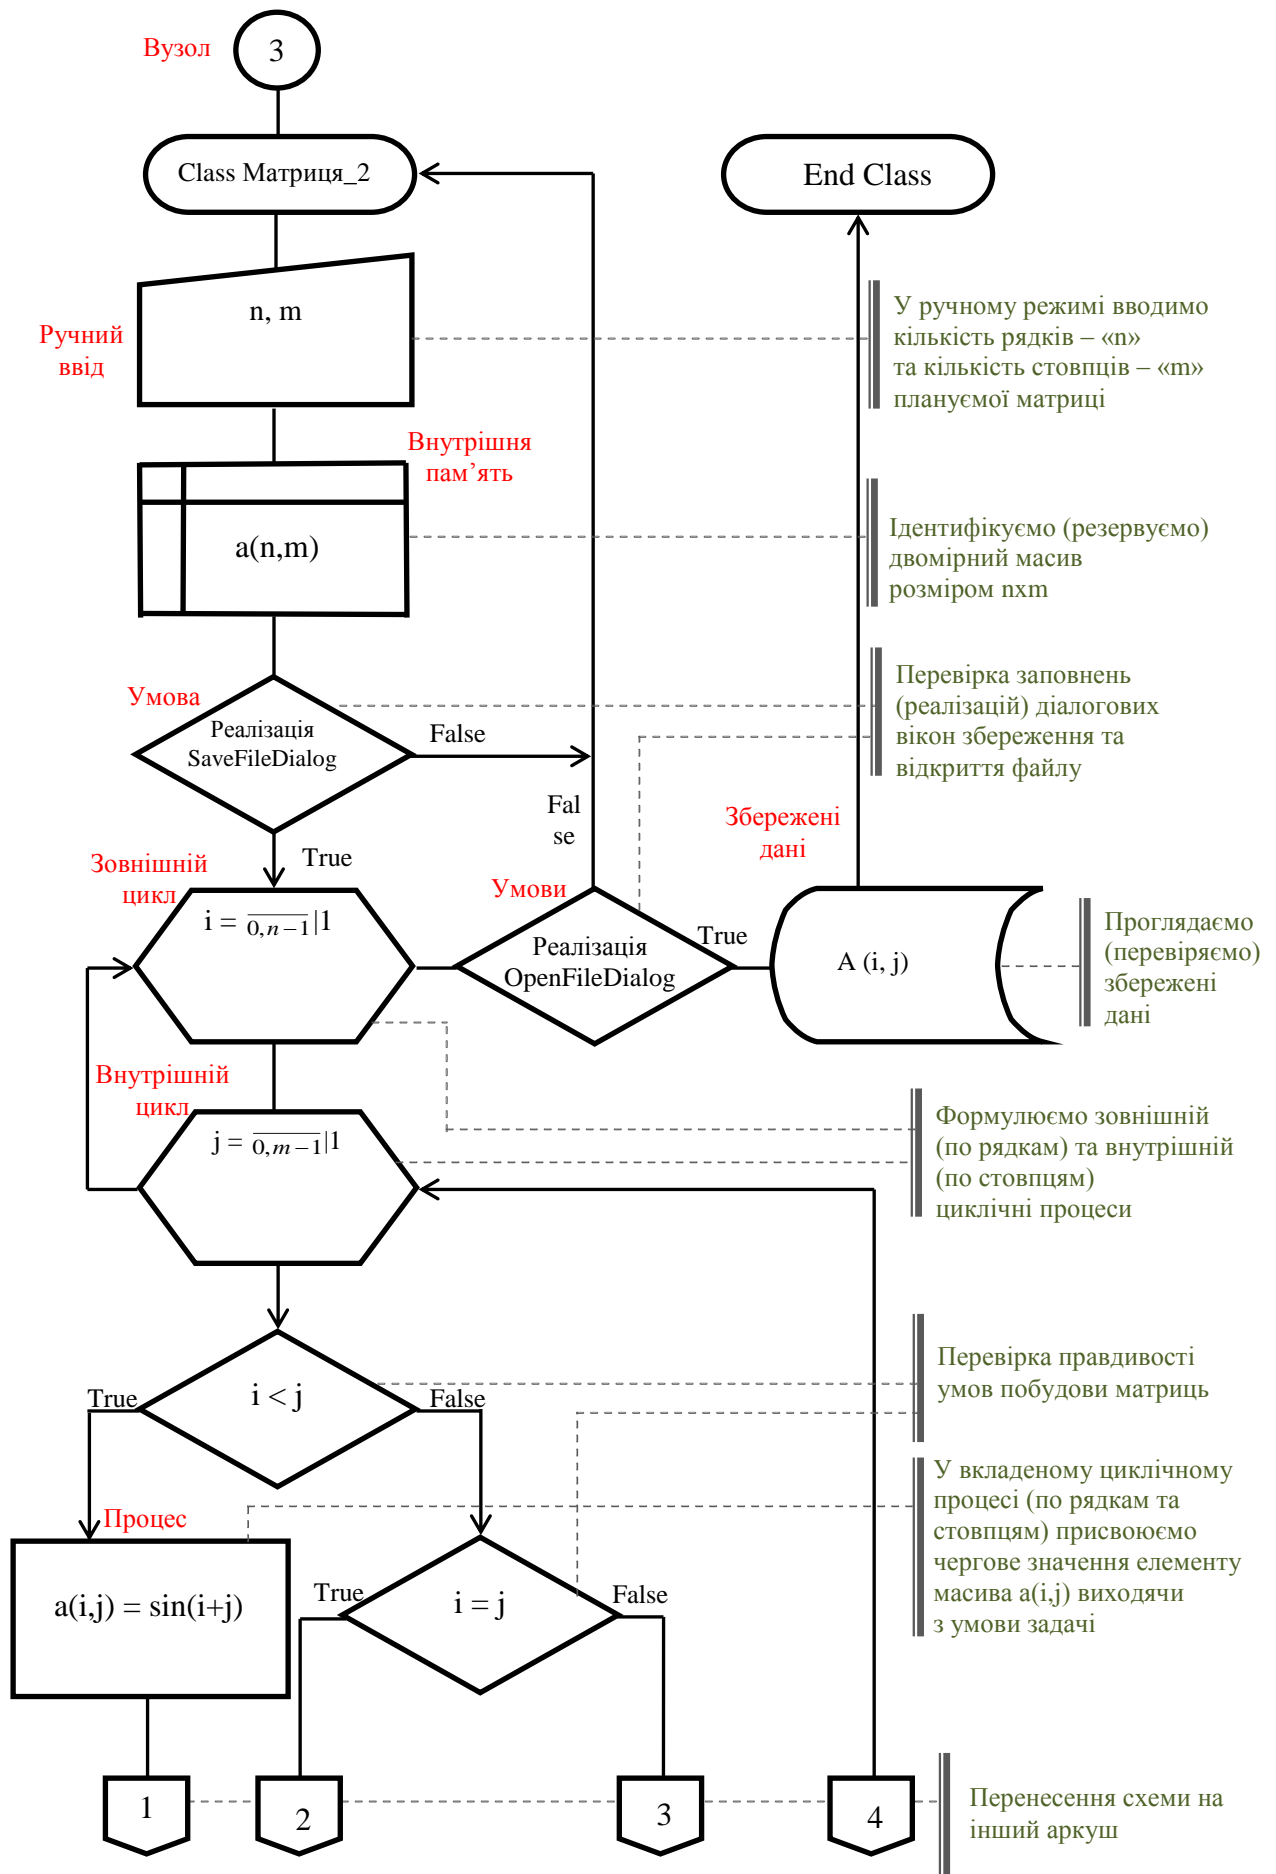 Вузол
3
Class Матриця_2
End Class
n, m
Ручний
ввід
У ручному режимі вводимо
кількість рядків – «n»
та кількість стовпців – «m»
плануємої матриці
Внутрішня
пам’ять
a(n,m)
Ідентифікуємо (резервуємо)
двомірний масив
розміром nxm
Умова
Реалізація
SaveFileDialog
False
Перевірка заповнень
(реалізацій) діалогових
вікон збереження та
відкриття файлу
Fal
se
Збережені
дані
True
Зовнішній
цикл
i = 0, n − 1|1
Умови
Реалізація
OpenFileDialog
True
A (i, j)
Проглядаємо
(перевіряємо)
збережені
дані
Внутрішній
цикл
j = 0, m − 1|1
Формулюємо зовнішній
(по рядкам) та внутрішній
(по стовпцям)
циклічні процеси
i < j
True
False
Перевірка правдивості
умов побудови матриць
Процес
a(i,j) = sin(i+j)
У вкладеному циклічному
процесі (по рядкам та
стовпцям) присвоюємо
чергове значення елементу
масива a(i,j) виходячи
з умови задачі
True
i = j
False
1
2
3
4
Перенесення схеми на
інший аркуш